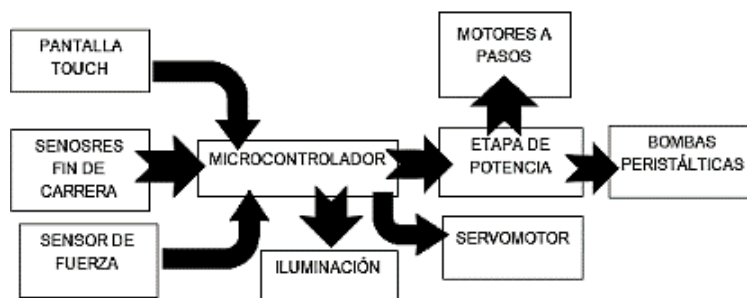 PANTALLA
TOUCH
MOTORES A
PASOS
SENOSRES
FIN DE
CARRERA
MICROCONTROLADOR
ETAPA DE
POTENCIA
BOMBAS
PERISTÁLTICAS
SENSOR DE
FUERZA
ILUMINACIÓN
SERVOMOTOR